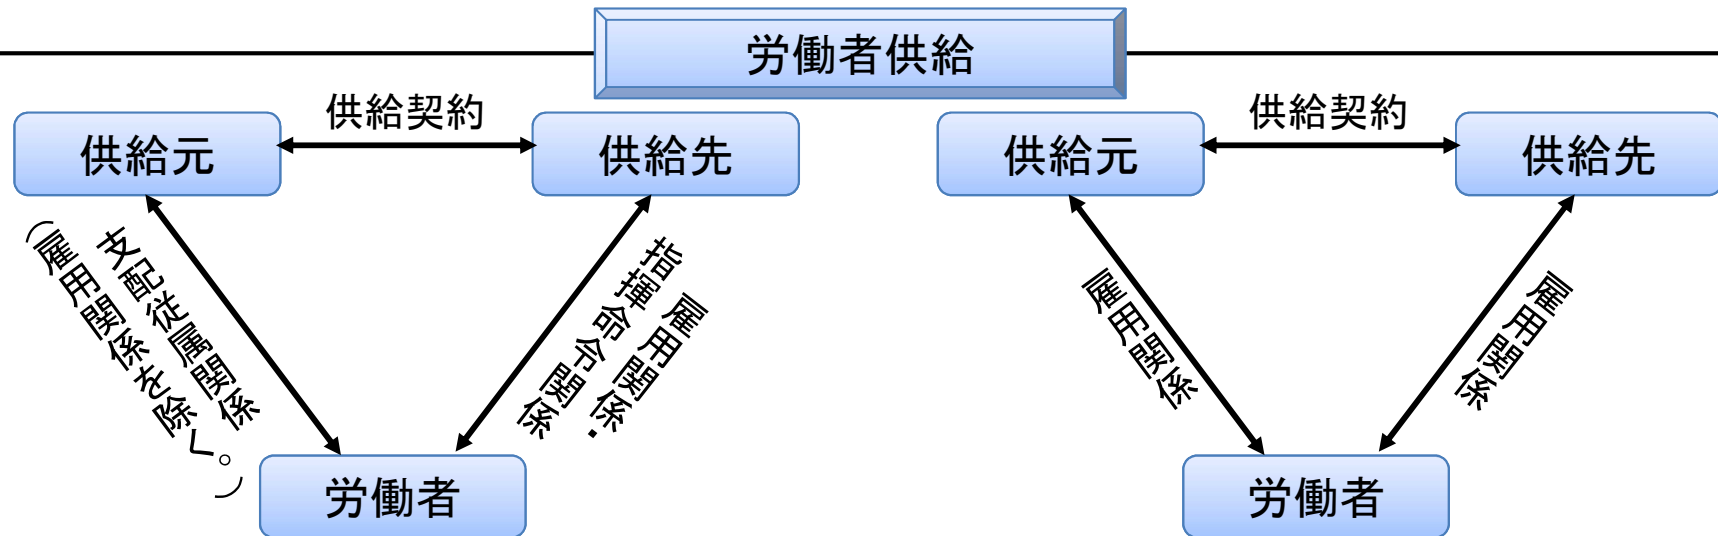 労働者供給
供給契約
供給元
供給先
支配従属関係
（雇用関係を除く。）
雇用関係・
指揮命令関係
労働者
供給契約
供給元
供給先
雇用関係
雇用関係
労働者